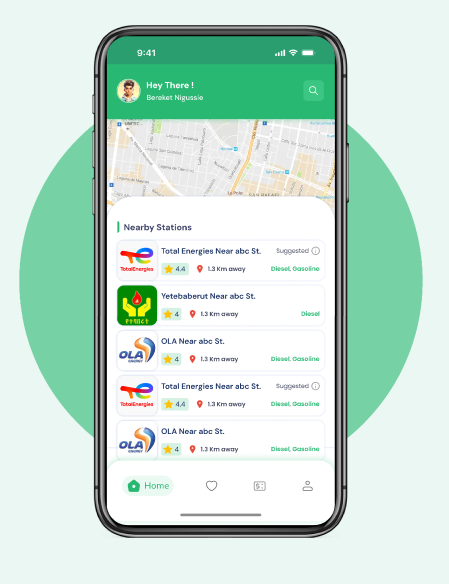 9:41
Hey There !
Bereket Nigussie
Nearby Stations
TotalEnergies
Total Energies Near abc St.
Suggested
4.4
1.3 Km away
Diesel, Gasoline
Yetebaberut Near abc St.
4
1.3 Km away
Diesel
OLA
ENERGY
OLA Near abc St.
4
1.3 Km away
Diesel, Gasoline
TotalEnergies
Total Energies Near abc St.
Suggested
4.4
1.3 Km away
Diesel, Gasoline
OLA
ENERGY
OLA Near abc St.
4
1.3 Km away
Diesel, Gasoline
Home